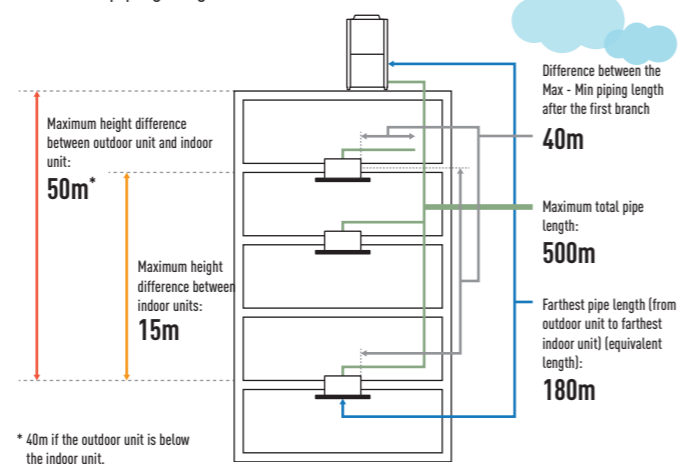 Difference between the
Max - Min piping length
after the first branch
40m
Maximum height difference
between outdoor unit and indoor
unit:
50m*
Maximum total pipe
length:
500m
Maximum height
difference between
indoor units:
15m
Farthest pipe length (from
outdoor unit to farthest
indoor unit) (equivalent
length):
180m
* 40m if the outdoor unit is below
the indoor unit.